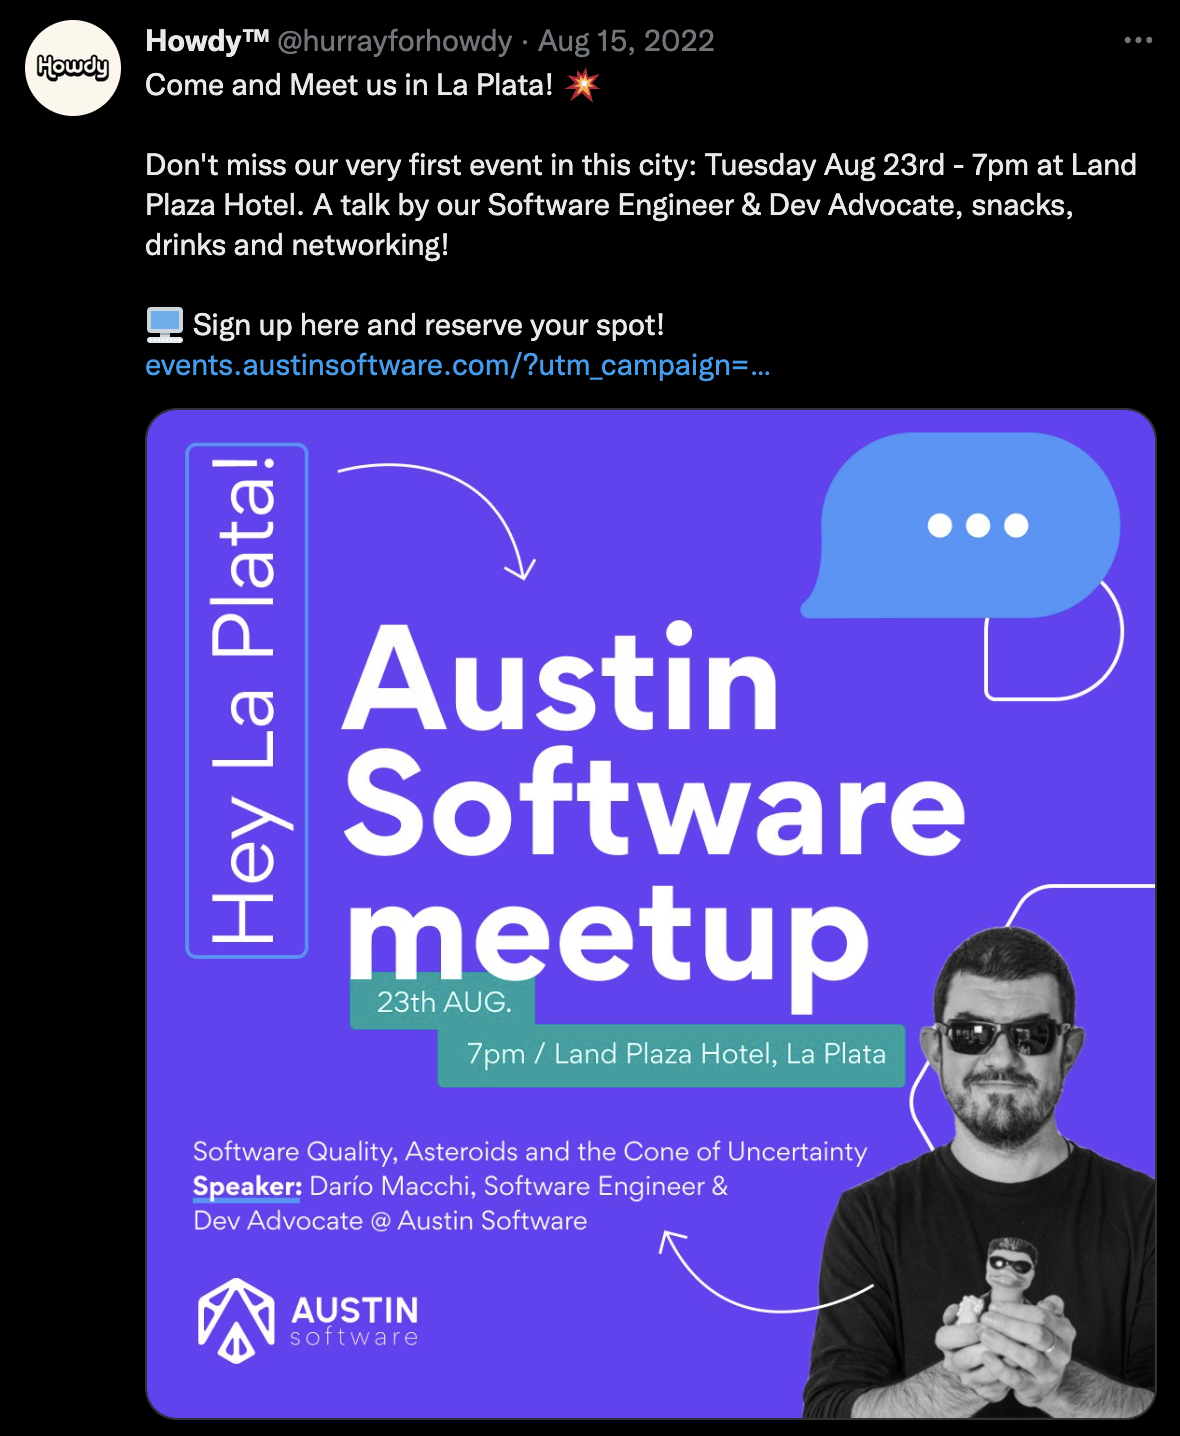 Howdy
Howdy™ @hurrayforhowdy · Aug 15, 2022
Come and Meet us in La Plata! 💥
Don't miss our very first event in this city: Tuesday Aug 23rd - 7pm at Land
Plaza Hotel. A talk by our Software Engineer & Dev Advocate, snacks,
drinks and networking!
🖥️ Sign up here and reserve your spot!
events.austinsoftware.com/?utm_campaign=…
Hey La Plata!
Austin
Software
meetup
23th AUG.
7pm / Land Plaza Hotel, La Plata
Software Quality, Asteroids and the Cone of Uncertainty
Speaker: Darío Macchi, Software Engineer &
Dev Advocate @ Austin Software
AUSTIN
software